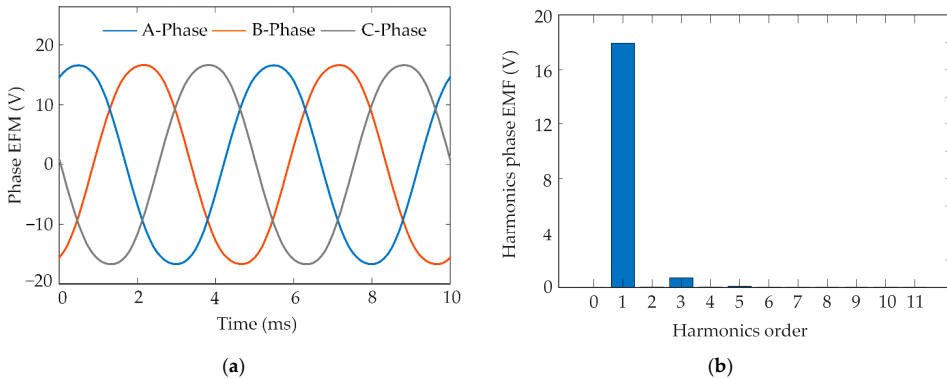 A-Phase B-Phase C-Phase
Phase EFM (V)
20
10
0
−10
−20
0 2 4 6 8 10
Time (ms)
(a)
Harmonics phase EMF (V)
20
16
12
8
4
0
0 1 2 3 4 5 6 7 8 9 10 11
Harmonics order
(b)